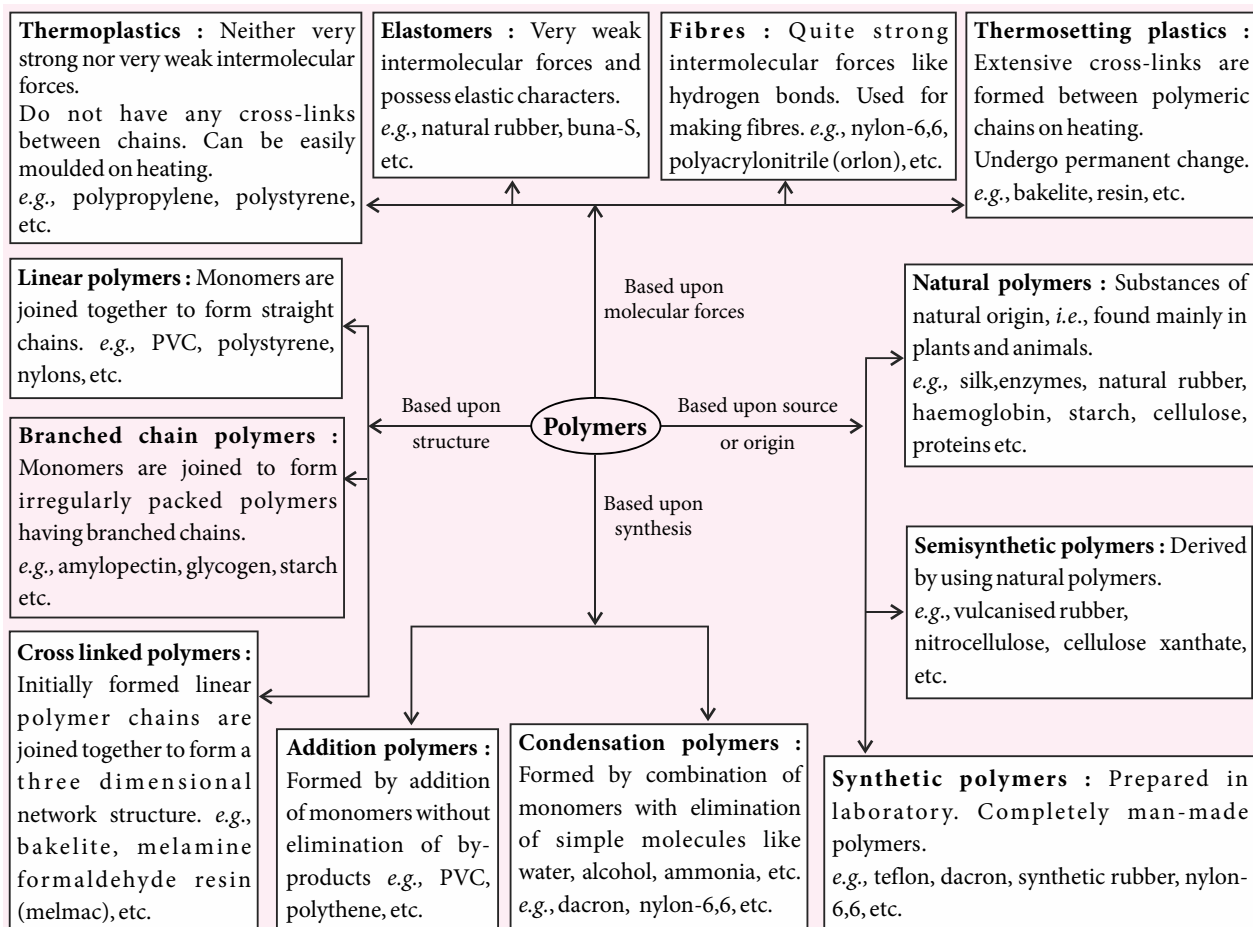 Thermoplastics : Neither very
strong nor very weak intermolecular
forces.
Do not have any cross-links
between chains. Can be easily
moulded on heating.
e.g., polypropylene, polystyrene,
etc.
Elastomers : Very weak
intermolecular forces and
possess elastic characters.
e.g., natural rubber, buna-S,
etc.
Fibres : Quite strong
intermolecular forces like
hydrogen bonds. Used for
making fibres. e.g., nylon-6,6,
polyacrylonitrile (orlon), etc.
Thermosetting plastics :
Extensive cross-links are
formed between polymeric
chains on heating.
Undergo permanent change.
e.g., bakelite, resin, etc.
Based upon
molecular forces
Linear polymers : Monomers are
joined together to form straight
chains. e.g., PVC, polystyrene,
nylons, etc.
Natural polymers : Substances of
natural origin, i.e., found mainly in
plants and animals.
e.g., silk,enzymes, natural rubber,
haemoglobin, starch, cellulose,
proteins etc.
Based upon
structure
Polymers
Based upon source
or origin
Branched chain polymers :
Monomers are joined to form
irregularly packed polymers
having branched chains.
e.g., amylopectin, glycogen, starch
etc.
Based upon
synthesis
Semisynthetic polymers : Derived
by using natural polymers.
e.g., vulcanised rubber,
nitrocellulose, cellulose xanthate,
etc.
Cross linked polymers :
Initially formed linear
polymer chains are
joined together to form a
three dimensional
network structure. e.g.,
bakelite, melamine
formaldehyde resin
(melmac), etc.
Addition polymers :
Formed by addition
of monomers without
elimination of by-
products e.g., PVC,
polythene, etc.
Condensation polymers :
Formed by combination of
monomers with elimination
of simple molecules like
water, alcohol, ammonia, etc.
e.g., dacron, nylon-6,6, etc.
Synthetic polymers : Prepared in
laboratory. Completely man-made
polymers.
e.g., teflon, dacron, synthetic rubber, nylon-
6,6, etc.